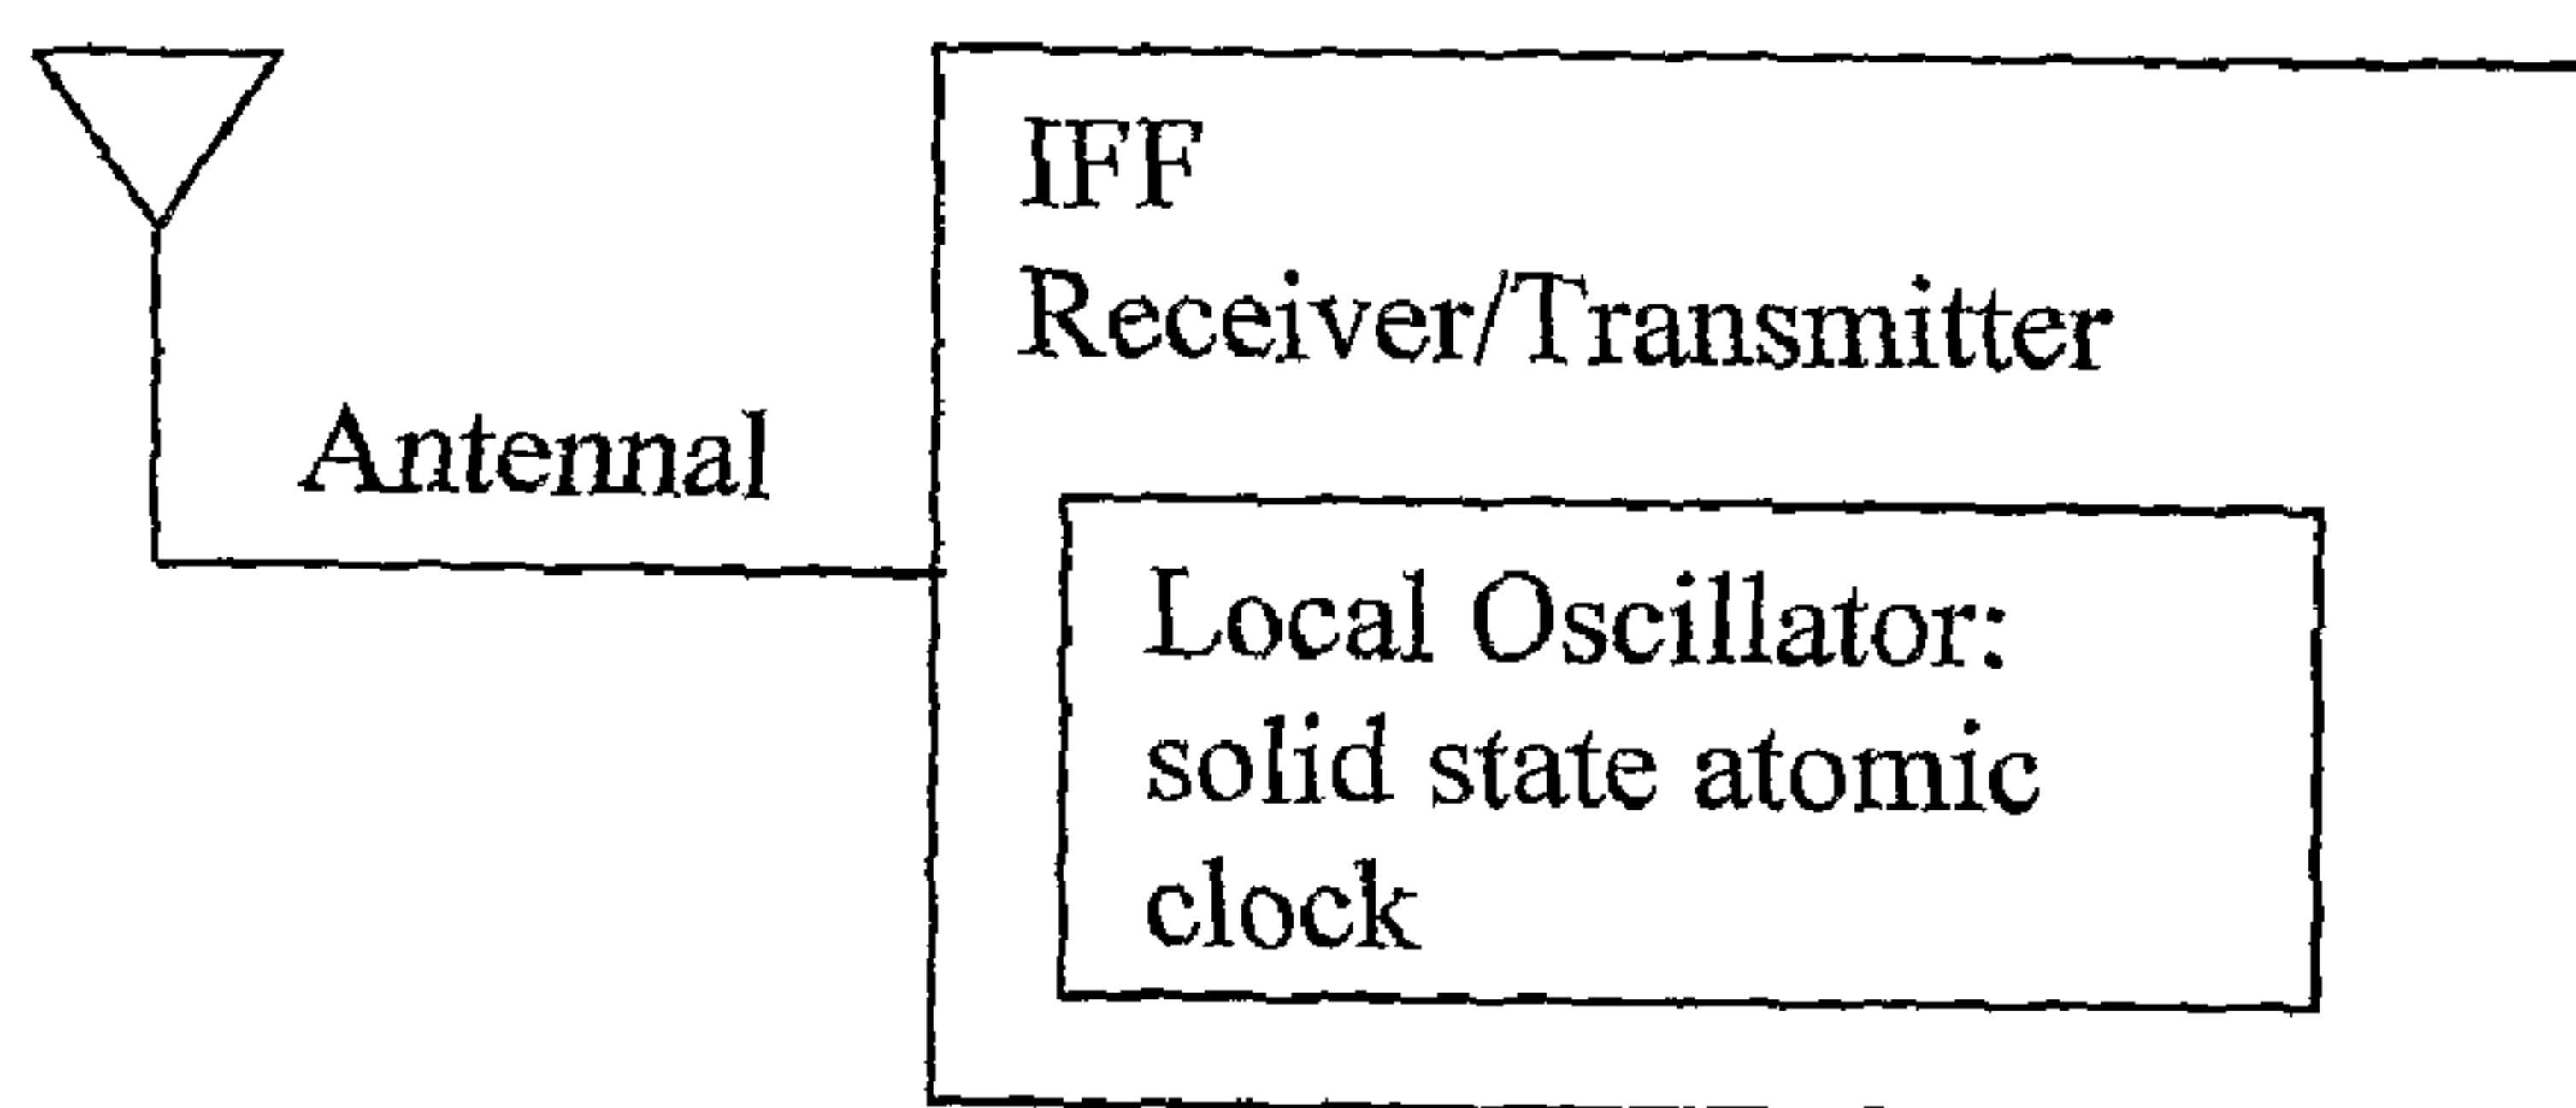 IFF
Receiver/Transmitter
Antennal
Local Oscillator:
solid state atomic
clock